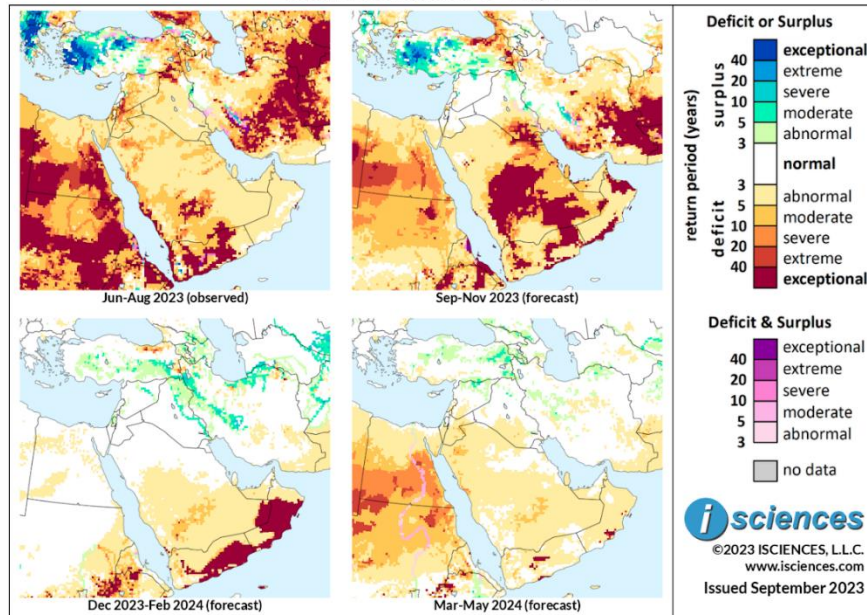 Jun-Aug 2023 (observed)
Sep-Nov 2023 (forecast)
Dec 2023-Feb 2024 (forecast)
Mar-May 2024 (forecast)
Deficit or Surplus
return period (years)
surplus
deficit
40
20
10
5
3
exceptional
extreme
severe
moderate
abnormal
normal
3
5
10
20
40
abnormal
moderate
severe
extreme
exceptional
Deficit & Surplus
40
20
10
5
3
exceptional
extreme
severe
moderate
abnormal
no data
i sciences
©2023 ISCIENCES, L.L.C.
www.isciences.com
Issued September 2023